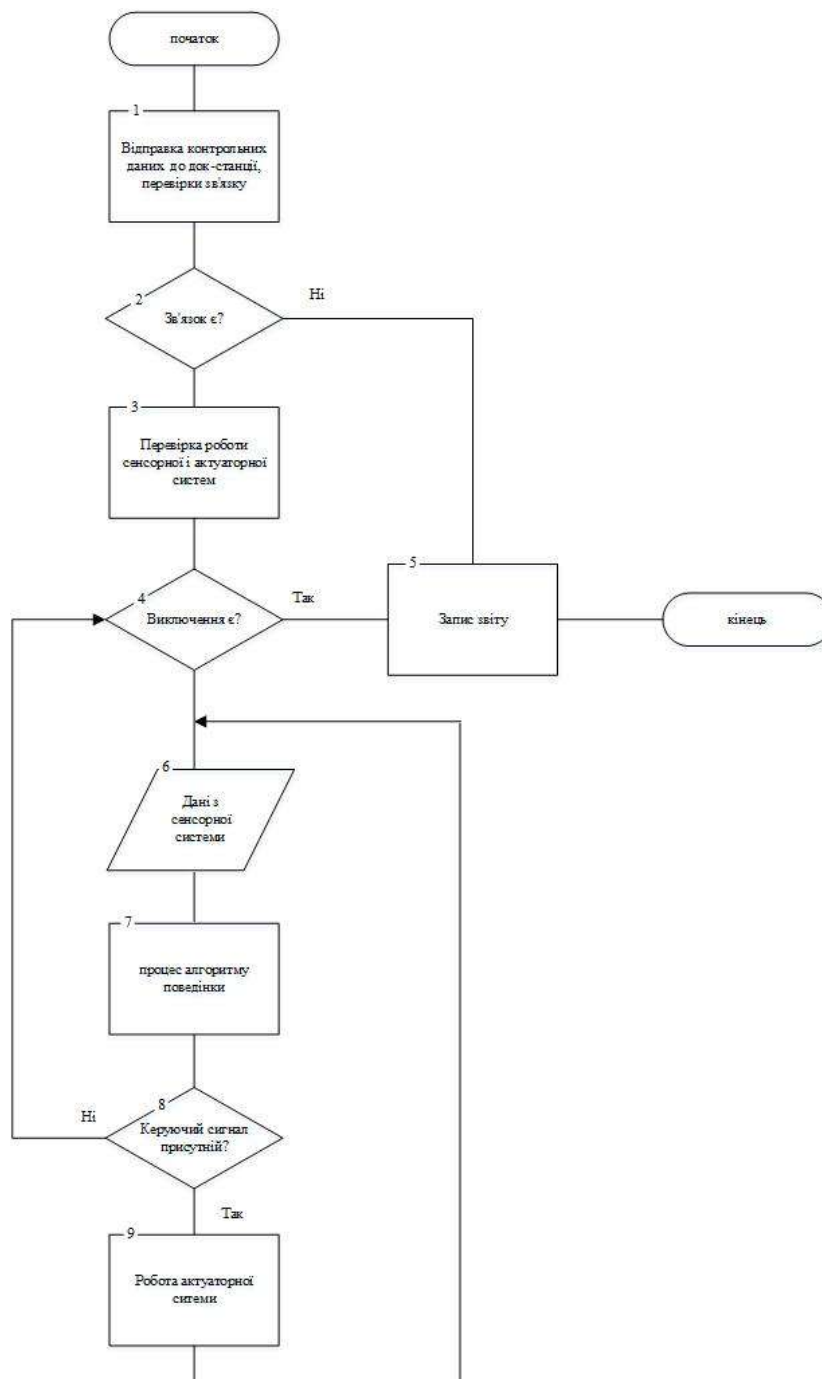 початок
1
Відправка контрольних
даних до док-станції,
перевірки зв'язку
2
Ні
Зв'язок є?
3
Перевірка роботи
сенсорної і актуаторної
систем
4
Виключення є?
Так
5
Запис звіту
кінець
6
Дані з
сенсорної
системи
7
процес алгоритму
поведінки
8
Ні
Керуючий сигнал
присутній?
Так
9
Робота актуаторної
ситеми